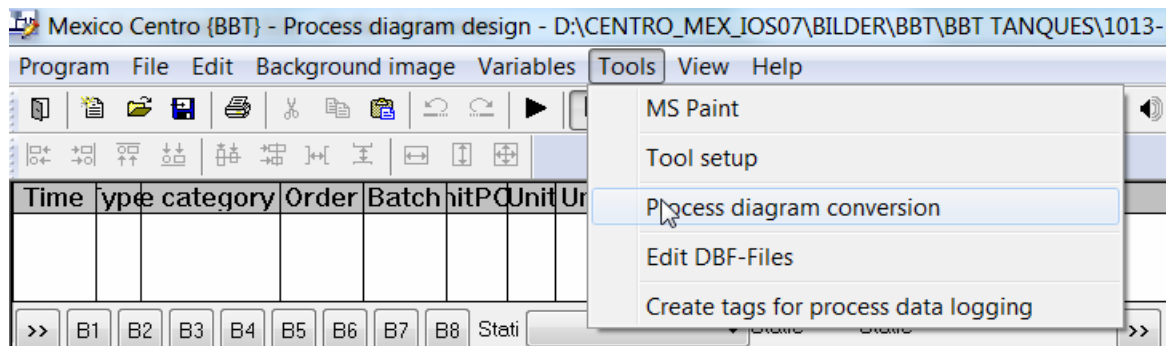 Mexico Centro {BBT} - Process diagram design - D:\CENTRO_MEX_IOS07\BILDER\BBT\BBT TANQUES\1013-
Program File Edit Background image Variables Tools View Help
MS Paint
Tool setup
Process diagram conversion
Edit DBF-Files
Create tags for process data logging
Time ype e category Order Batch nitPC Unit Ur
>> B1 B2 B3 B4 B5 B6 B7 B8 Stati >>